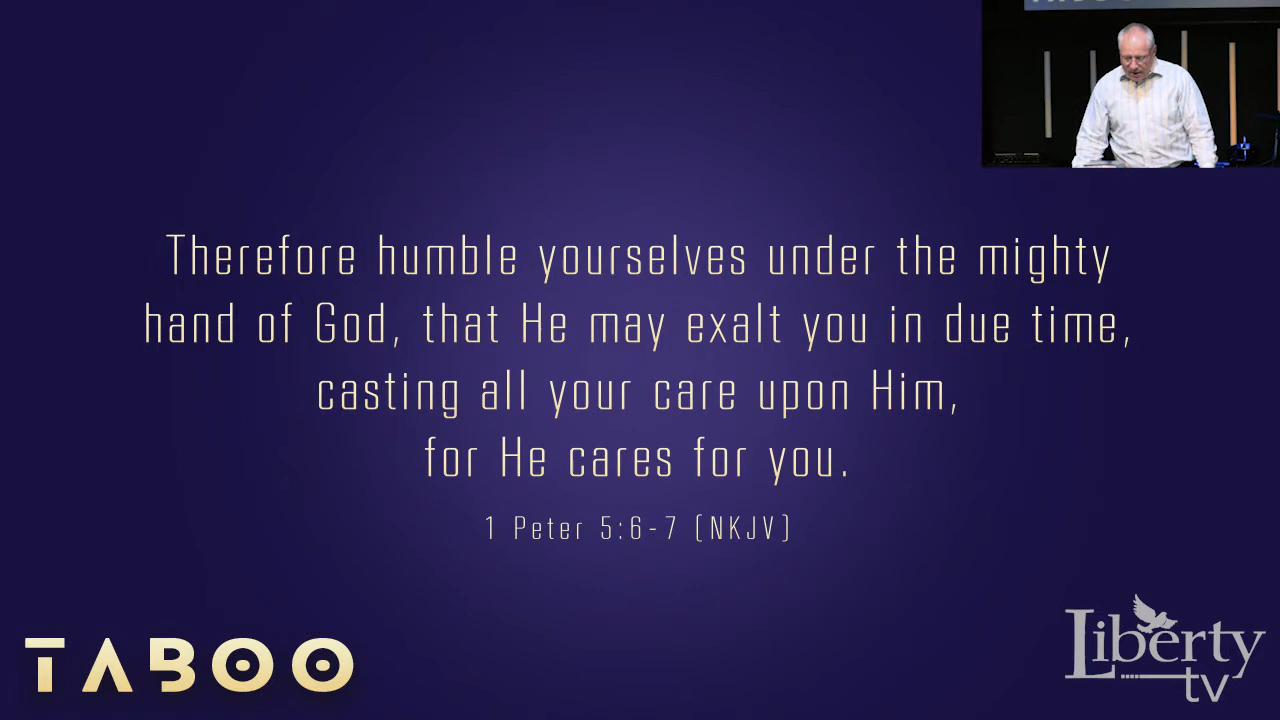 Therefore humble yourselves under the mighty
hand of God, that He may exalt you in due time,
casting all your care upon Him,
for He cares for you.
1 Peter 5:6-7 (NKJV)
TABOO
Liberty
tv